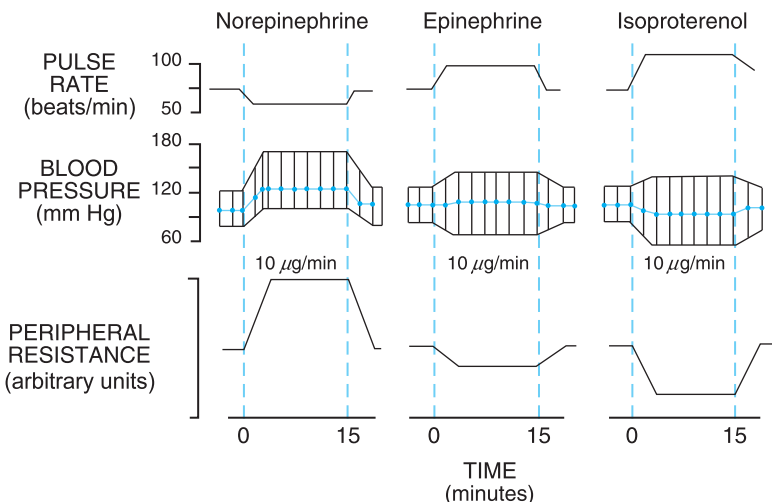 Norepinephrine Epinephrine Isoproterenol
PULSE
RATE
(beats/min)
100
50
BLOOD
PRESSURE
(mm Hg)
180
120
60
10 μg/min 10 μg/min 10 μg/min
PERIPHERAL
RESISTANCE
(arbitrary units)
0 15 0 15 0 15
TIME
(minutes)